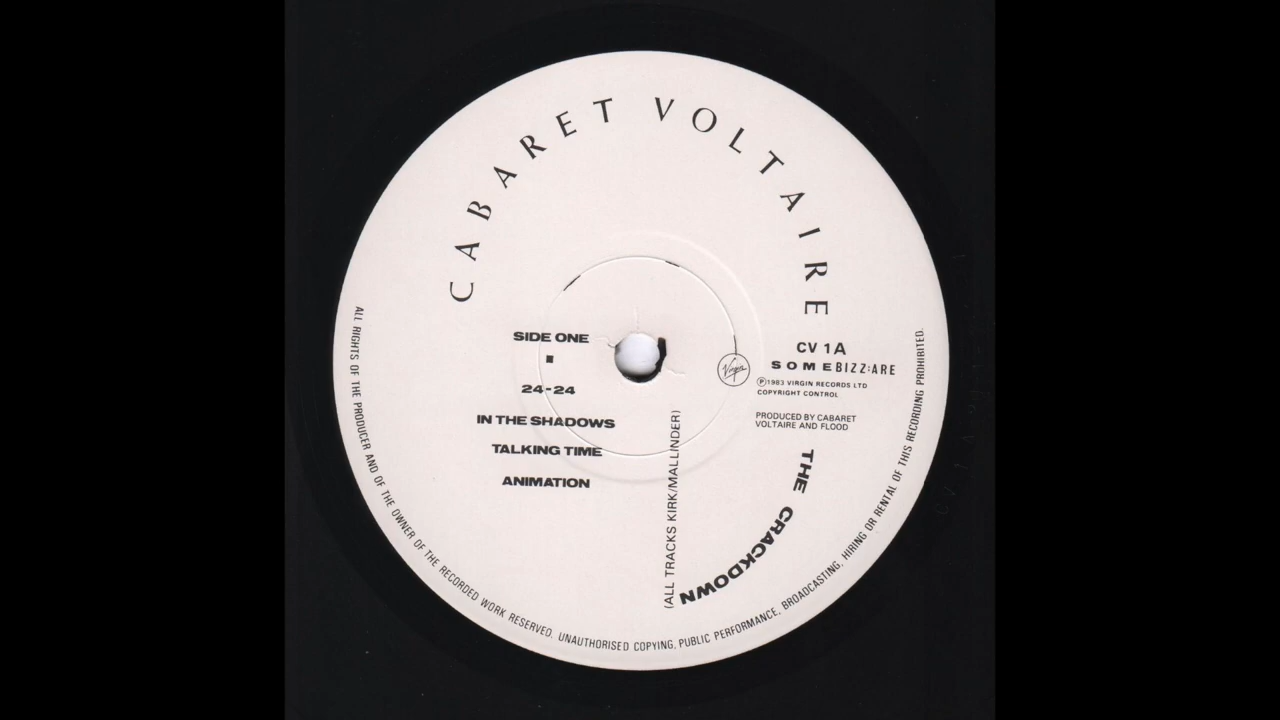 CABARET VOLTAIRE
SIDE ONE
24-24
IN THE SHADOWS
TALKING TIME
ANIMATION
(ALL TRACKS KIRK/MALLINDER)
Virgin
CV 1A
SOMEBIZZ:ARE
Ⓟ1983 VIRGIN RECORDS LTD
COPYRIGHT CONTROL
PRODUCED BY CABARET
VOLTAIRE AND FLOOD
THE CRACKDOWN
ALL RIGHTS OF THE PRODUCER AND OF THE OWNER OF THE RECORDED WORK RESERVED. UNAUTHORISED COPYING, PUBLIC PERFORMANCE, BROADCASTING, HIRING OR RENTAL OF THIS RECORDING PROHIBITED.